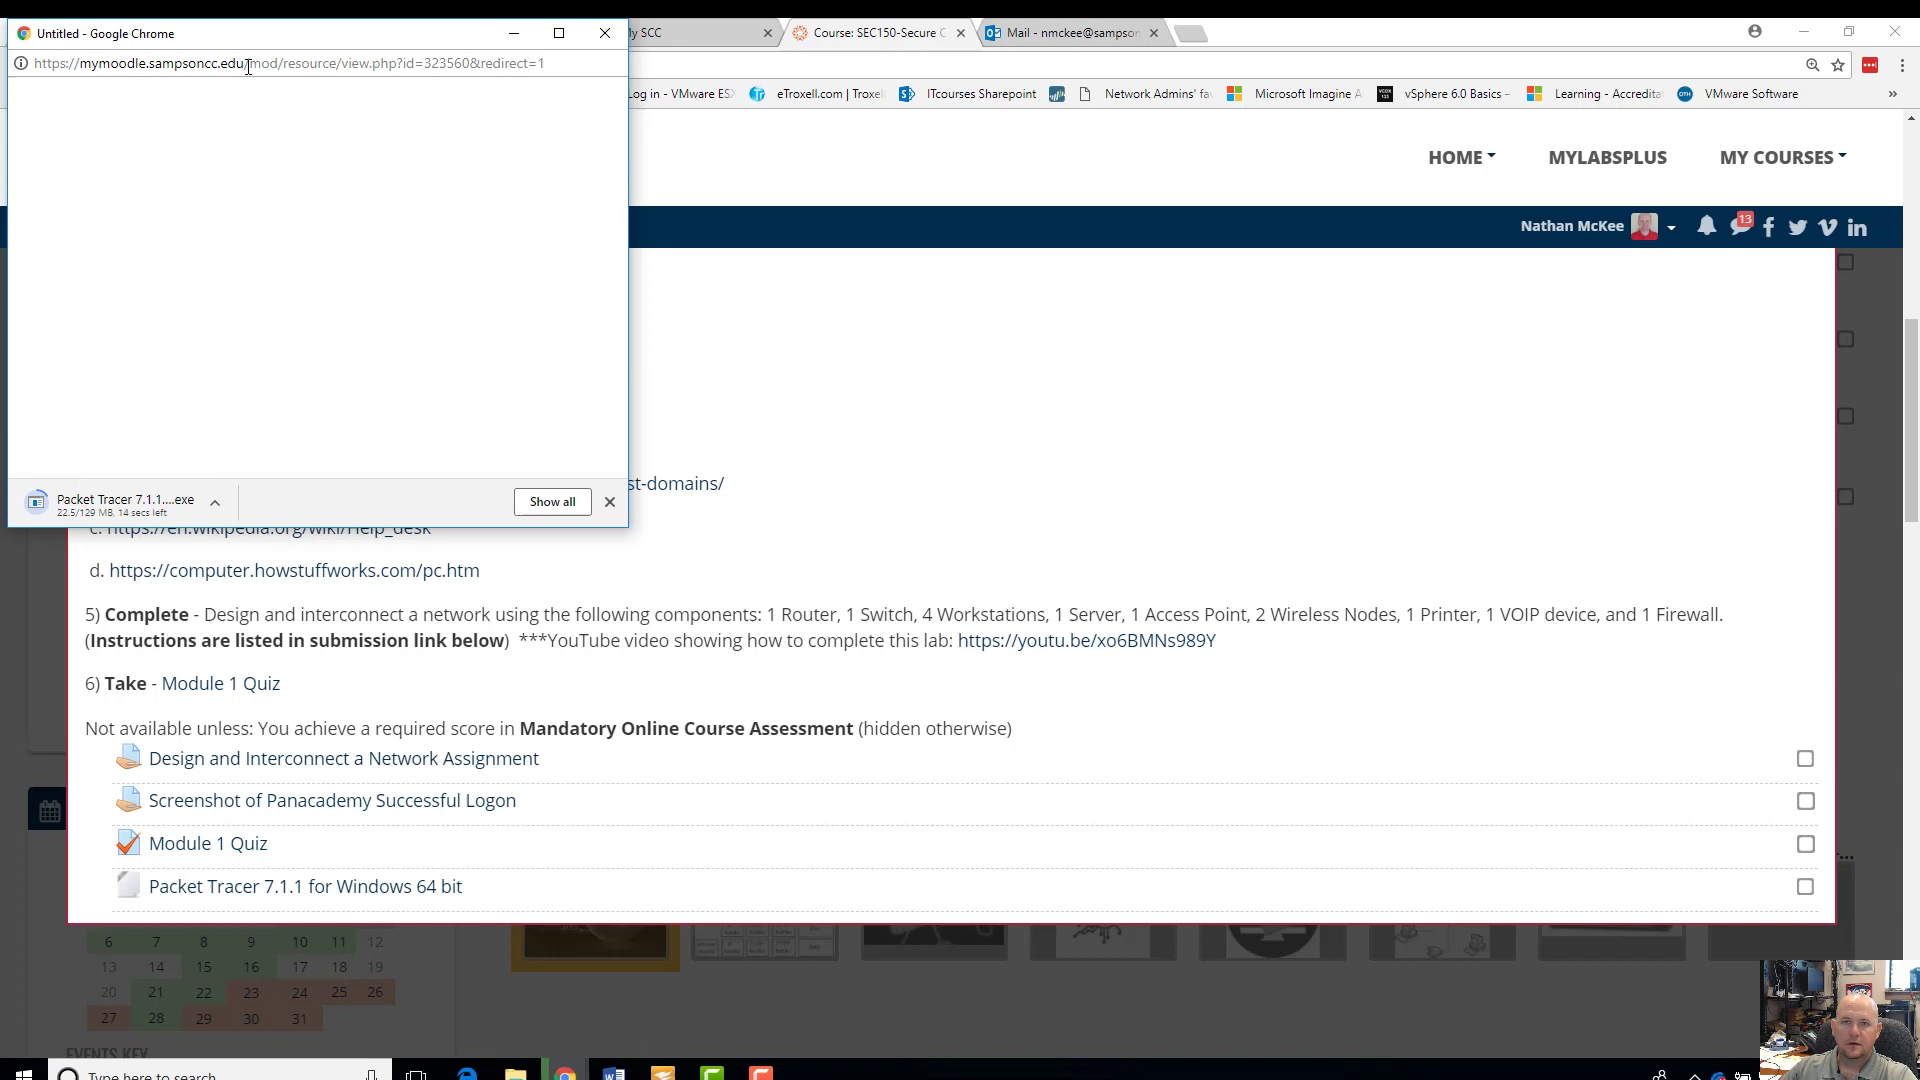 Untitled - Google Chrome
https://mymoodle.sampsoncc.edu/mod/resource/view.php?id=323560&redirect=1
y SCC
Course: SEC150-Secure C
Mail - nmckee@sampson
Log in - VMware ESX
eTroxell.com | Troxell
ITcourses Sharepoint
Network Admins' fa
Microsoft Imagine A
vSphere 6.0 Basics -
Learning - Accredita
VMware Software
»
HOME
MYLABSPLUS
MY COURSES
Nathan McKee
13
st-domains/
Packet Tracer 7.1.1....exe
22.5/129 MB, 14 secs left
Show all
c. https://en.wikipedia.org/wiki/Help_desk
d. https://computer.howstuffworks.com/pc.htm
5) Complete - Design and interconnect a network using the following components: 1 Router, 1 Switch, 4 Workstations, 1 Server, 1 Access Point, 2 Wireless Nodes, 1 Printer, 1 VOIP device, and 1 Firewall.
(Instructions are listed in submission link below) ***YouTube video showing how to complete this lab: https://youtu.be/xo6BMNs989Y
6) Take - Module 1 Quiz
Not available unless: You achieve a required score in Mandatory Online Course Assessment (hidden otherwise)
Design and Interconnect a Network Assignment
Screenshot of Panacademy Successful Logon
Module 1 Quiz
Packet Tracer 7.1.1 for Windows 64 bit
6 7 8 9 10 11 12
13 14 15 16 17 18 19
20 21 22 23 24 25 26
27 28 29 30 31
EVENTS KEY
Type here to search